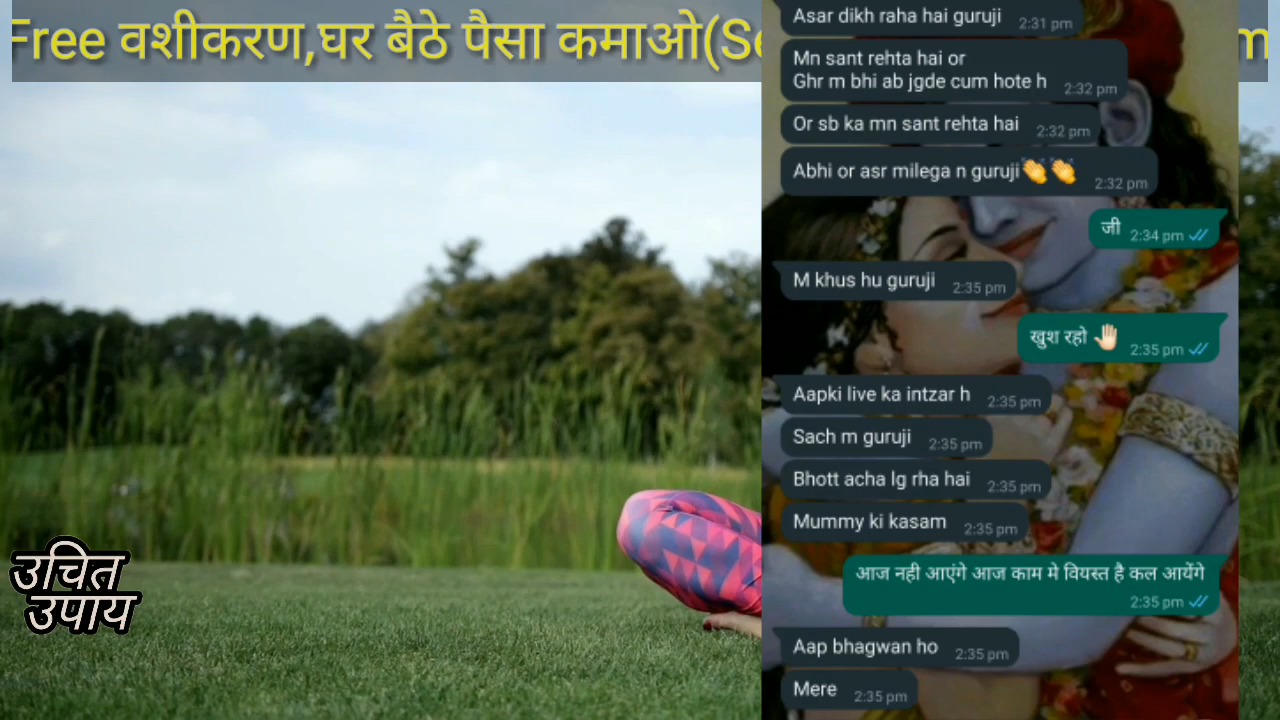 Free वशीकरण,घर बैठे पैसा कमाओ(
Asar dikh raha hai guruji 2:31 pm
Mn sant rehta hai or
Ghr m bhi ab jgde cum hote h 2:32 pm
Or sb ka mn sant rehta hai 2:32 pm
Abhi or asr milega n guruji👏👏 2:32 pm
जी 2:34 pm
M khus hu guruji 2:35 pm
खुश रहो 🤚🏻 2:35 pm
Aapki live ka intzar h 2:35 pm
Sach m guruji 2:35 pm
Bhott acha lg rha hai 2:35 pm
Mummy ki kasam 2:35 pm
आज नही आएंगे आज काम मे वियस्त है कल आयेंगे
2:35 pm
Aap bhagwan ho 2:35 pm
Mere 2:35 pm
उचित
उपाय